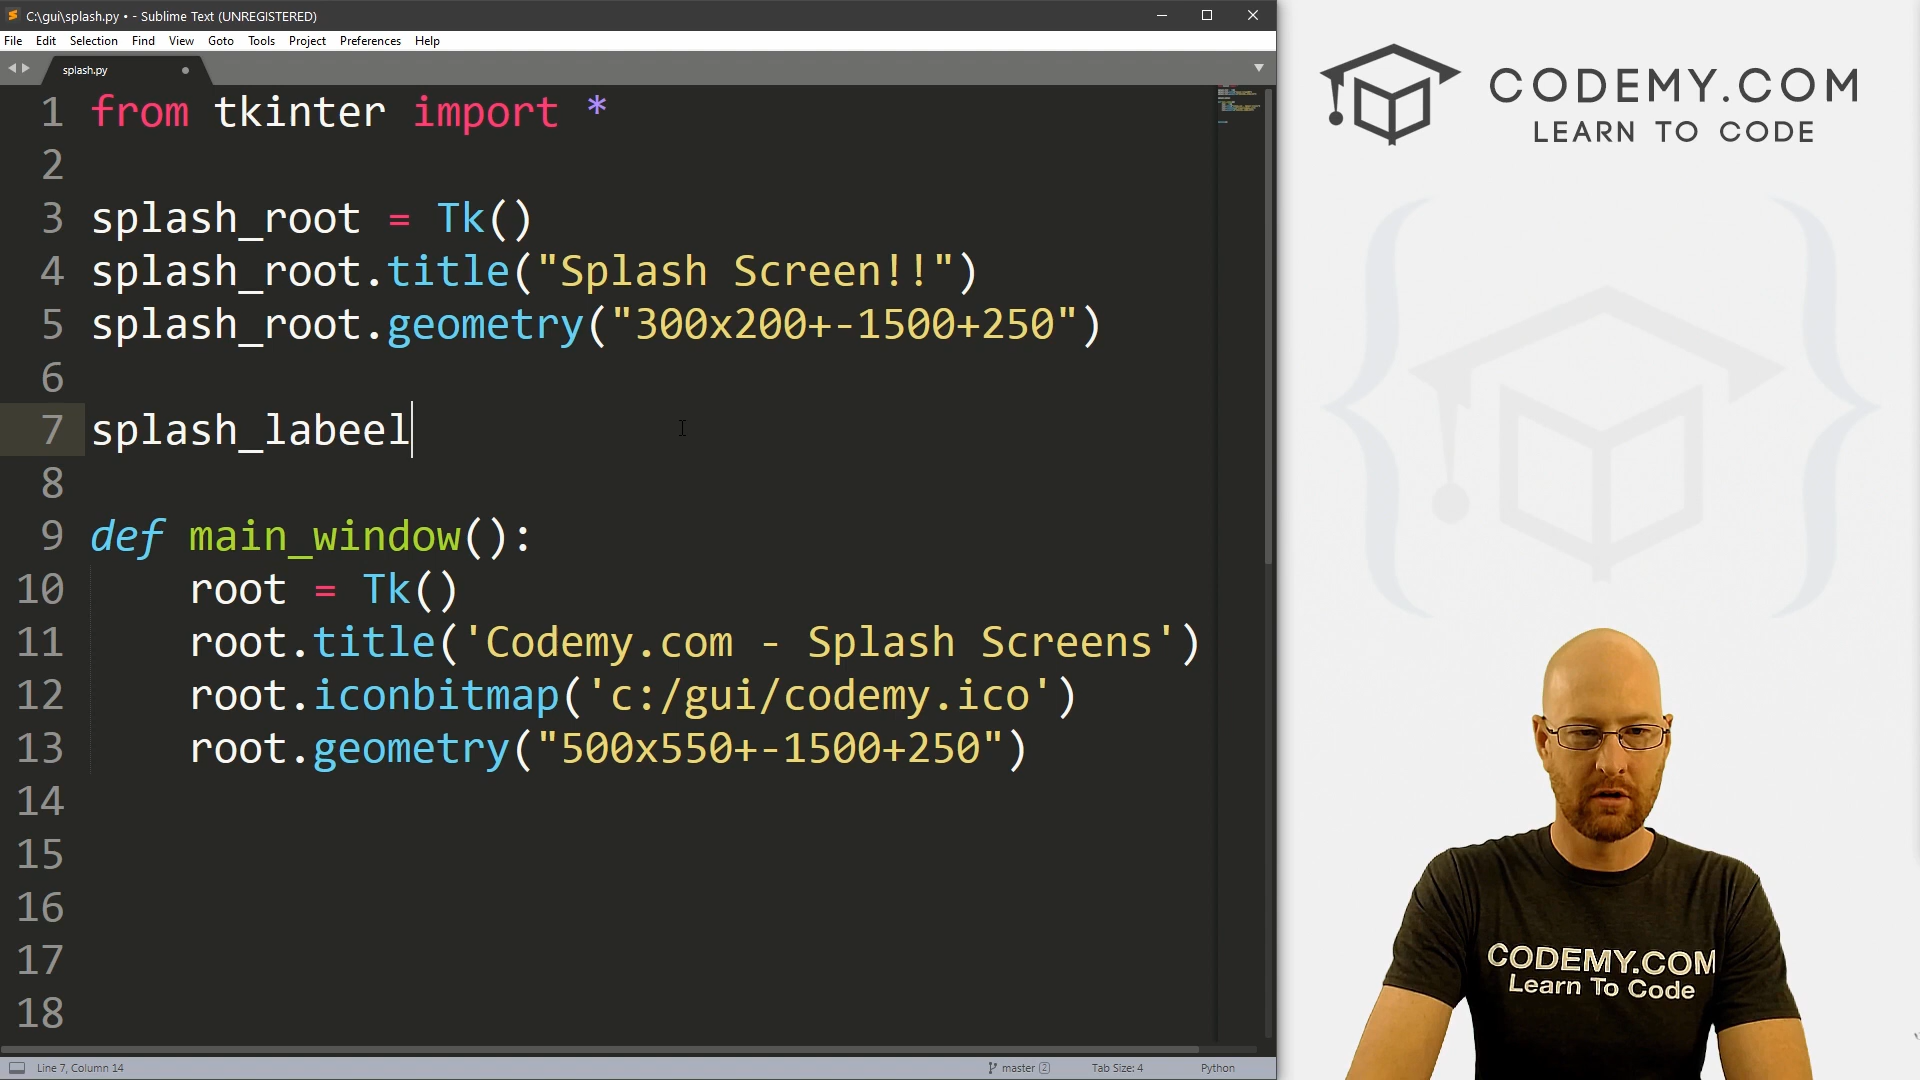 C:\gui\splash.py • - Sublime Text (UNREGISTERED)
File Edit Selection Find View Goto Tools Project Preferences Help
splash.py
1 from tkinter import *
2
3 splash_root = Tk()
4 splash_root.title("Splash Screen!!")
5 splash_root.geometry("300x200+-1500+250")
6
7 splash_labeel
8
9 def main_window():
10 root = Tk()
11 root.title('Codemy.com - Splash Screens')
12 root.iconbitmap('c:/gui/codemy.ico')
13 root.geometry("500x550+-1500+250")
14
15
16
17
18
Line 7, Column 14 master 2 Tab Size: 4 Python
CODEMY.COM
LEARN TO CODE
CODEMY.COM
Learn To Code